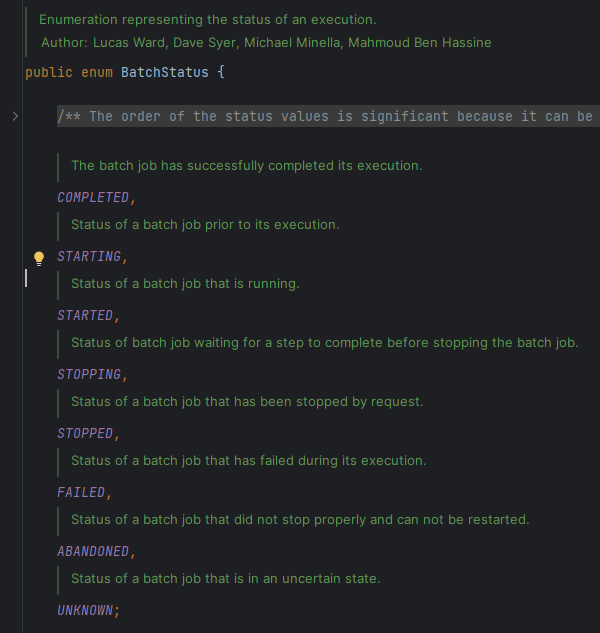 Enumeration representing the status of an execution.
Author: Lucas Ward, Dave Syer, Michael Minella, Mahmoud Ben Hassine
public enum BatchStatus {
/** The order of the status values is significant because it can be
The batch job has successfully completed its execution.
COMPLETED,
Status of a batch job prior to its execution.
STARTING,
Status of a batch job that is running.
STARTED,
Status of batch job waiting for a step to complete before stopping the batch job.
STOPPING,
Status of a batch job that has been stopped by request.
STOPPED,
Status of a batch job that has failed during its execution.
FAILED,
Status of a batch job that did not stop properly and can not be restarted.
ABANDONED,
Status of a batch job that is in an uncertain state.
UNKNOWN;